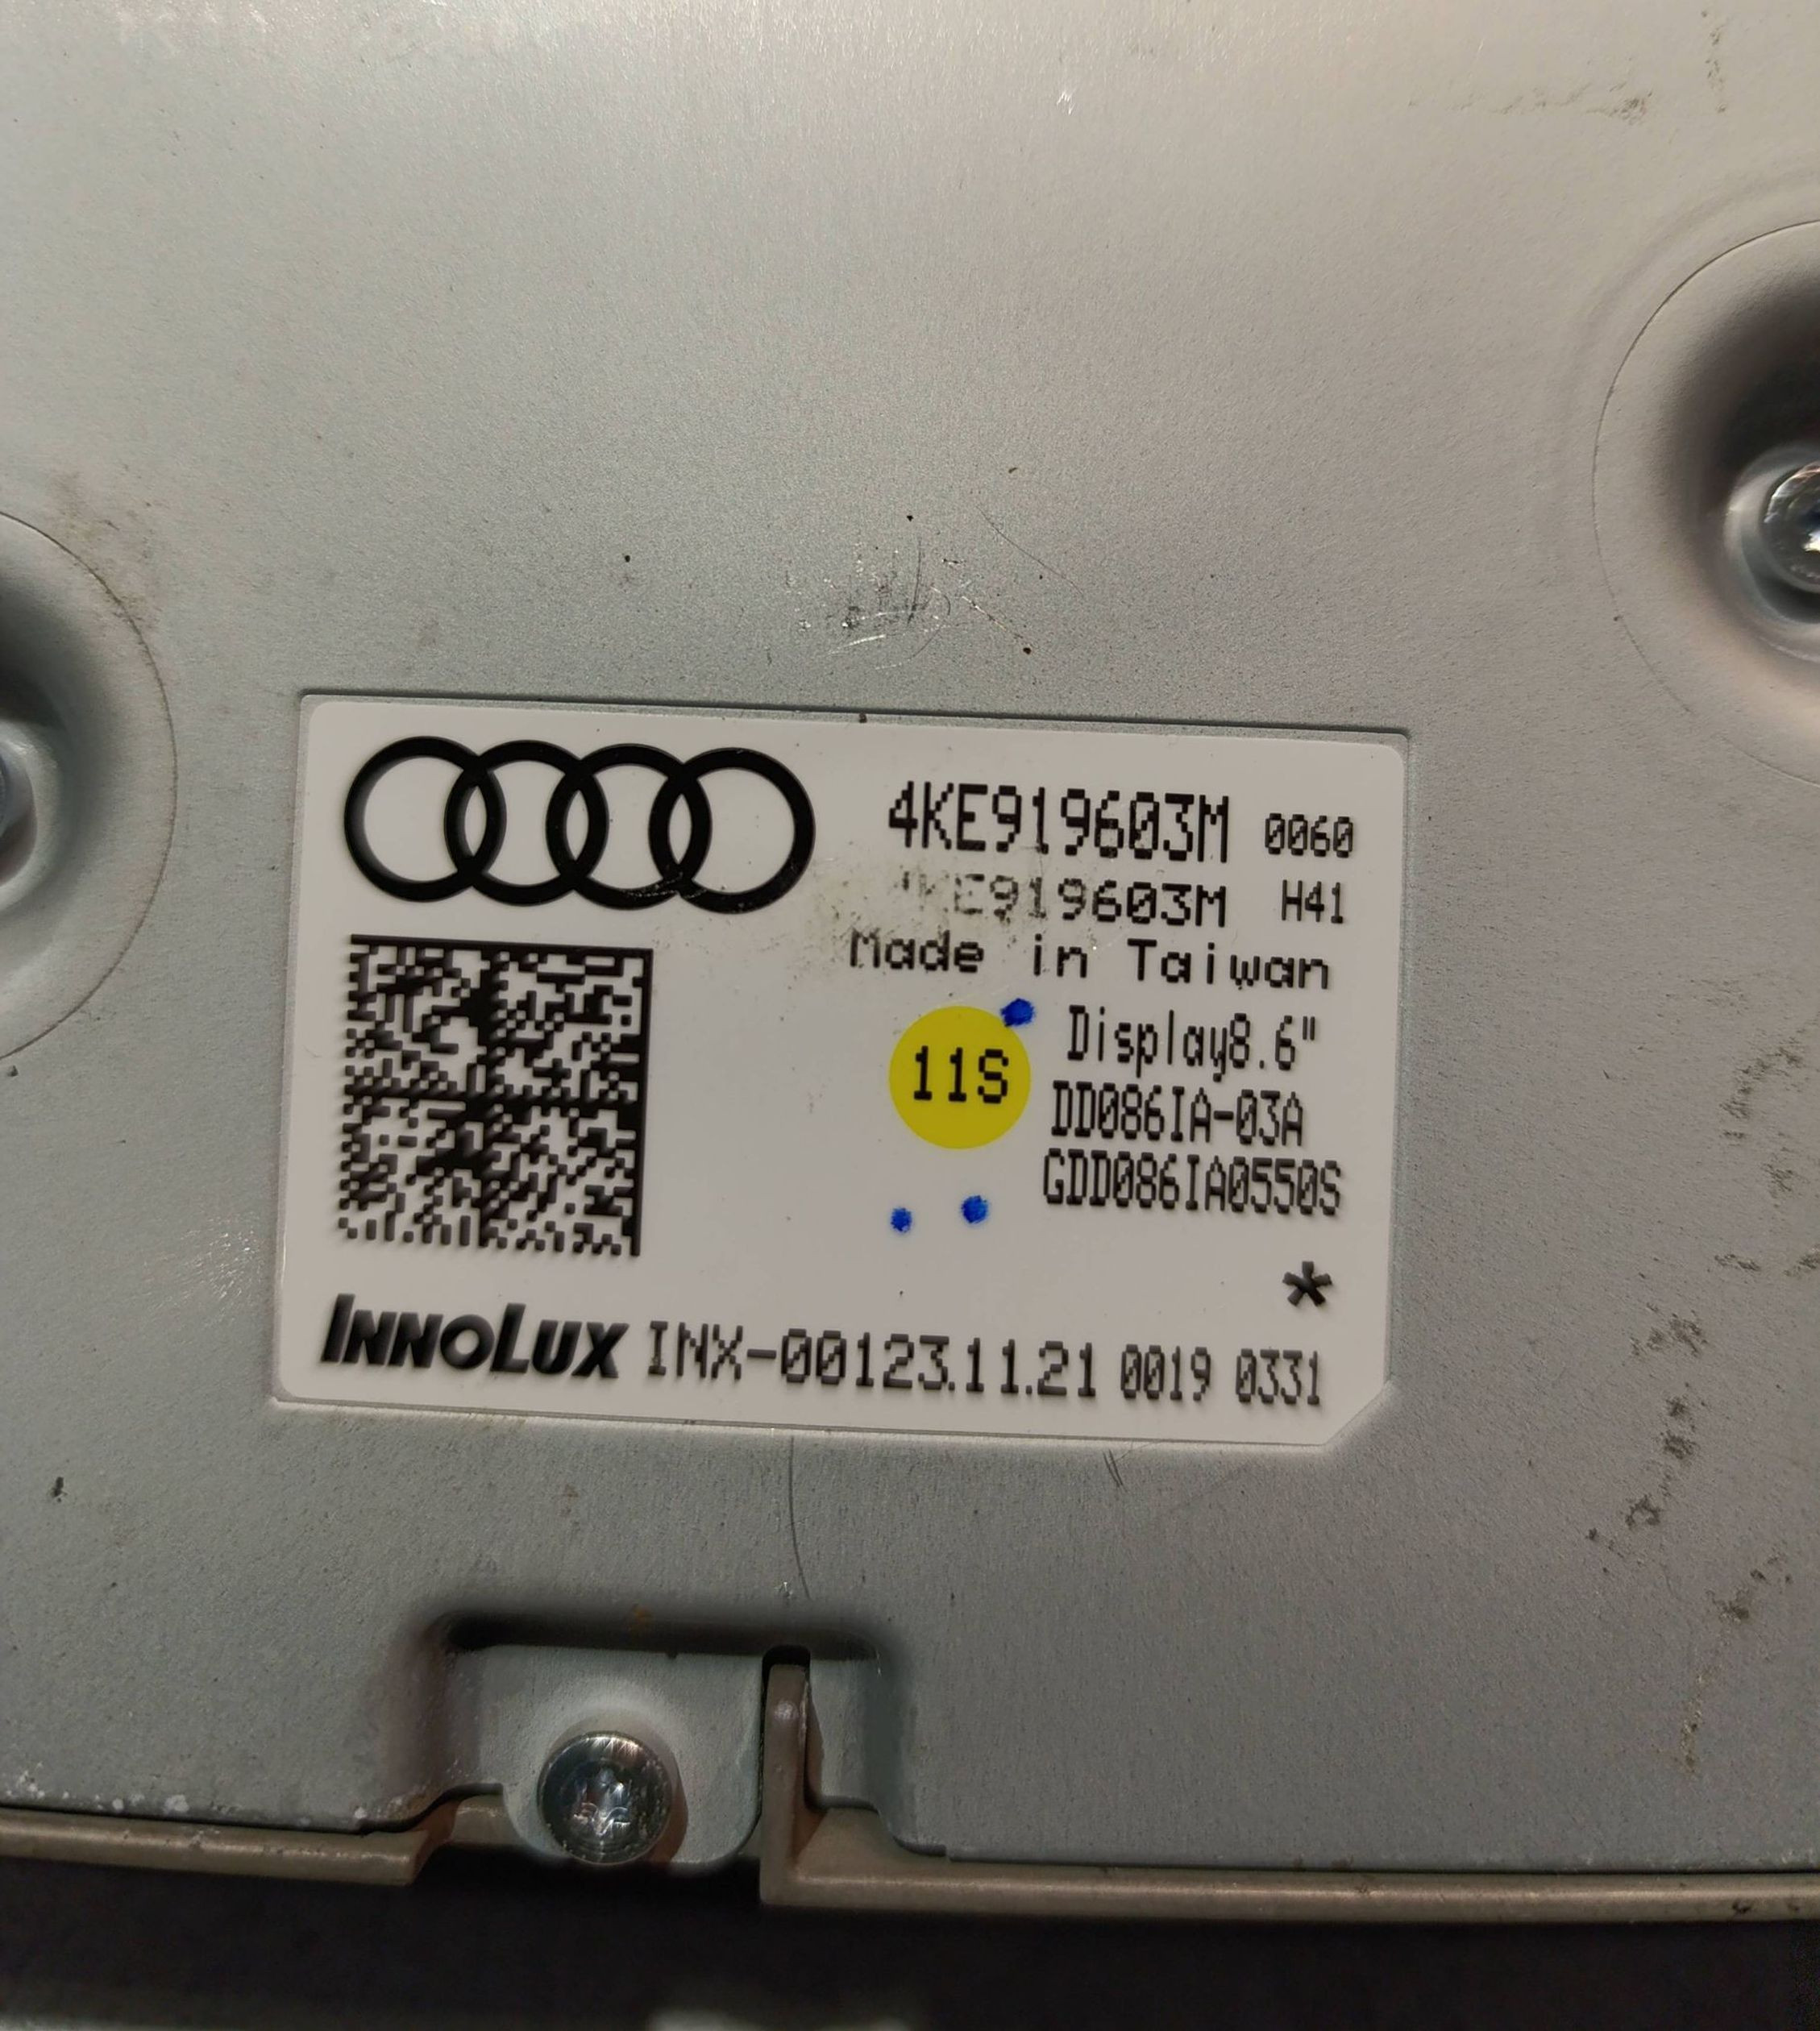 4KE919603M 0060
4KE919603M H41
Made in Taiwan
11S
Display8.6"
DD086IA-03A
GDD086IA0550S
*
INNOLUX INX-00123.11.21 0019 0331